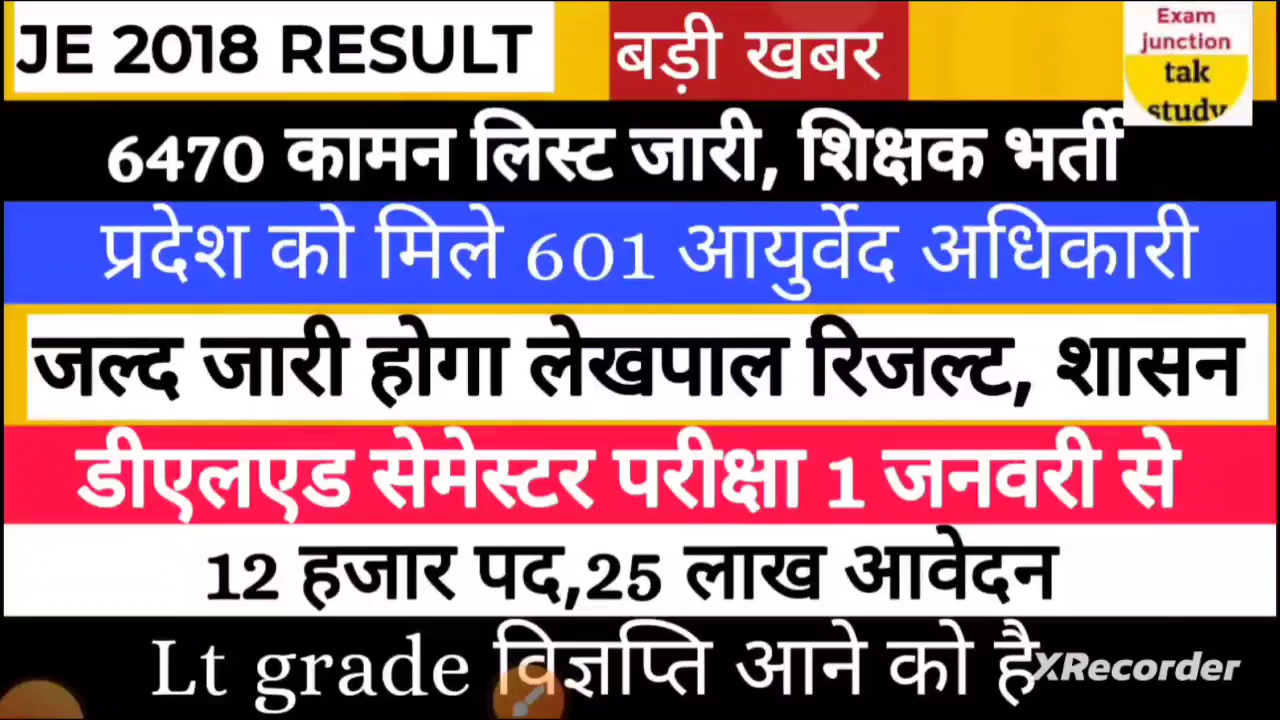 JE 2018 RESULT बड़ी खबर
Exam
junction
tak
study
6470 कामन लिस्ट जारी, शिक्षक भर्ती
प्रदेश को मिले 601 आयुर्वेद अधिकारी
जल्द जारी होगा लेखपाल रिजल्ट, शासन
डीएलएड सेमेस्टर परीक्षा 1 जनवरी से
12 हजार पद,25 लाख आवेदन
Lt grade विज्ञप्ति आने को है
XRecorder